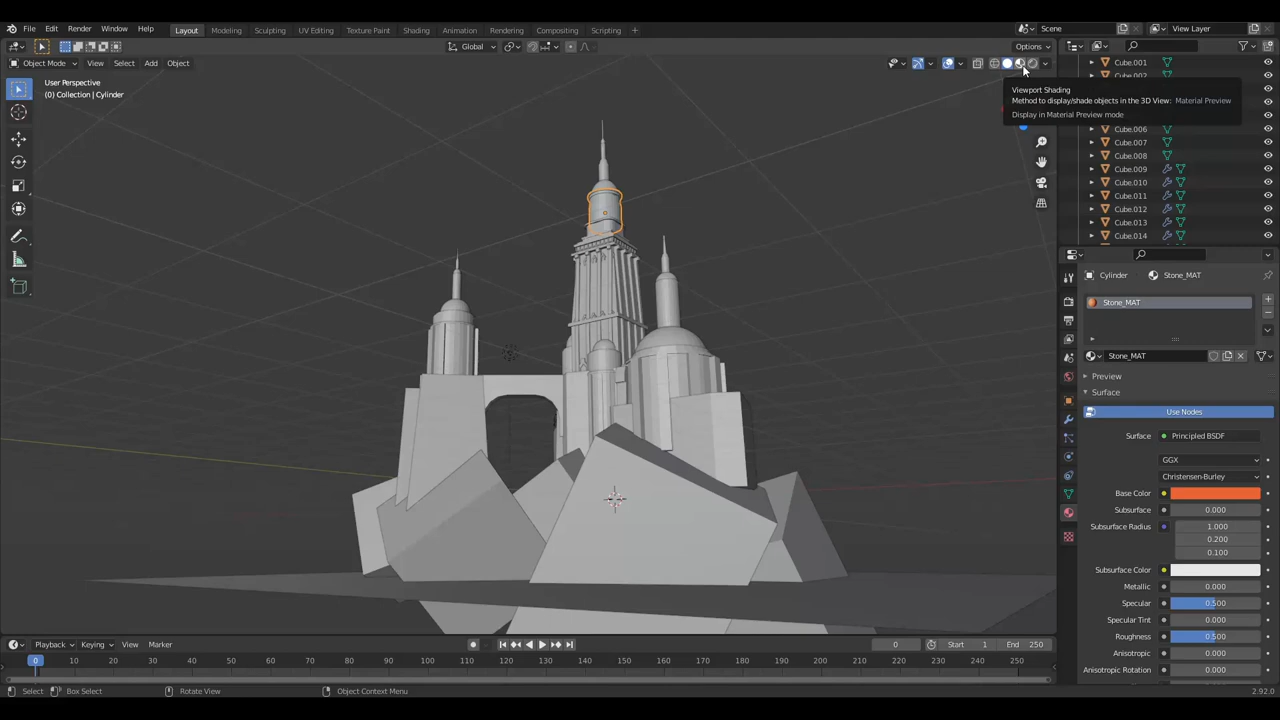 File Edit Render Window Help
Layout Modeling Sculpting UV Editing Texture Paint Shading Animation Rendering Compositing Scripting +
Scene
View Layer
Global
Options
Object Mode View Select Add Object
User Perspective
(0) Collection | Cylinder
Viewport Shading
Method to display/shade objects in the 3D View: Material Preview
Display in Material Preview mode
Cube.001
Cube.002
Cube.006
Cube.007
Cube.008
Cube.009
Cube.010
Cube.011
Cube.012
Cube.013
Cube.014
Cylinder Stone_MAT
Stone_MAT
Stone_MAT
Preview
Surface
Use Nodes
Surface Principled BSDF
GGX
Christensen-Burley
Base Color
Subsurface 0.000
Subsurface Radius 1.000
0.200
0.100
Subsurface Color
Metallic 0.000
Specular 0.500
Specular Tint 0.000
Roughness 0.500
Anisotropic 0.000
Anisotropic Rotation 0.000
Playback Keying View Marker
0
Start 1
End 250
0 10 20 30 40 50 60 70 80 90 100 110 120 130 140 150 160 170 180 190 200 210 220 230 240 250
Select Box Select Rotate View Object Context Menu
2.92.0